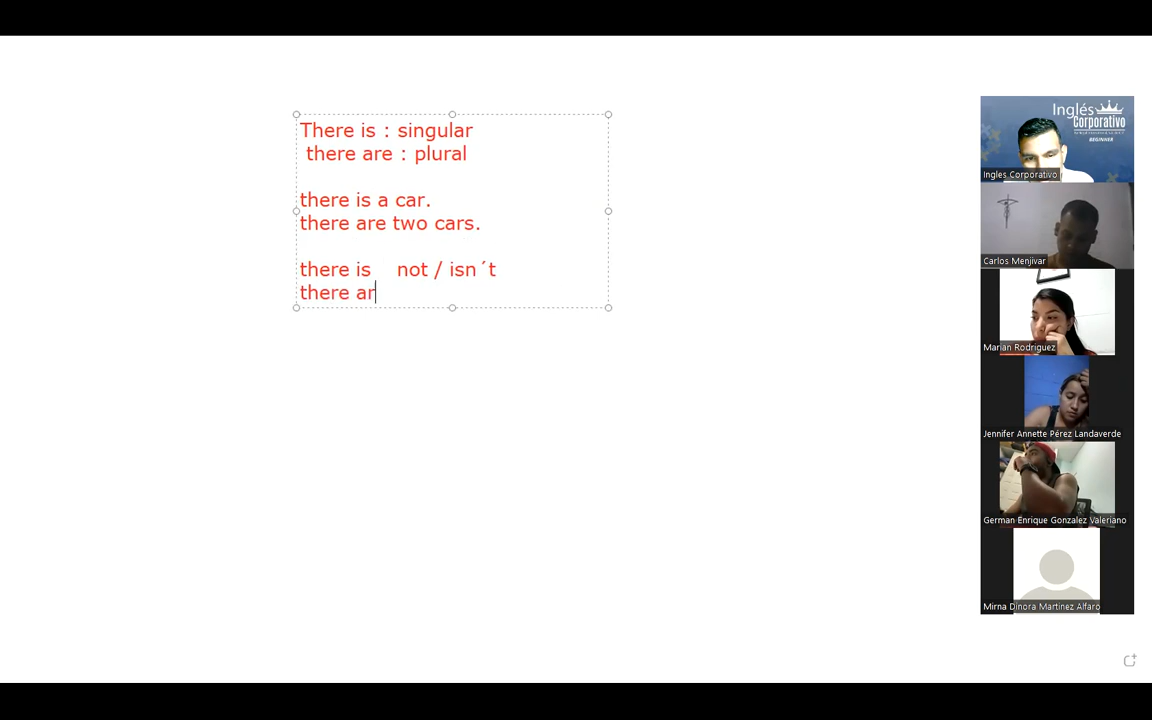 There is : singular
there are : plural
there is a car.
there are two cars.
there is    not / isn´t
there ar
Inglés
Corporativo
BEGINNER
Ingles Corporativo
Carlos Menjivar
Marian Rodriguez
Jennifer Annette Pérez Landaverde
German Enrique Gonzalez Valeriano
Mirna Dinora Martinez Alfaro